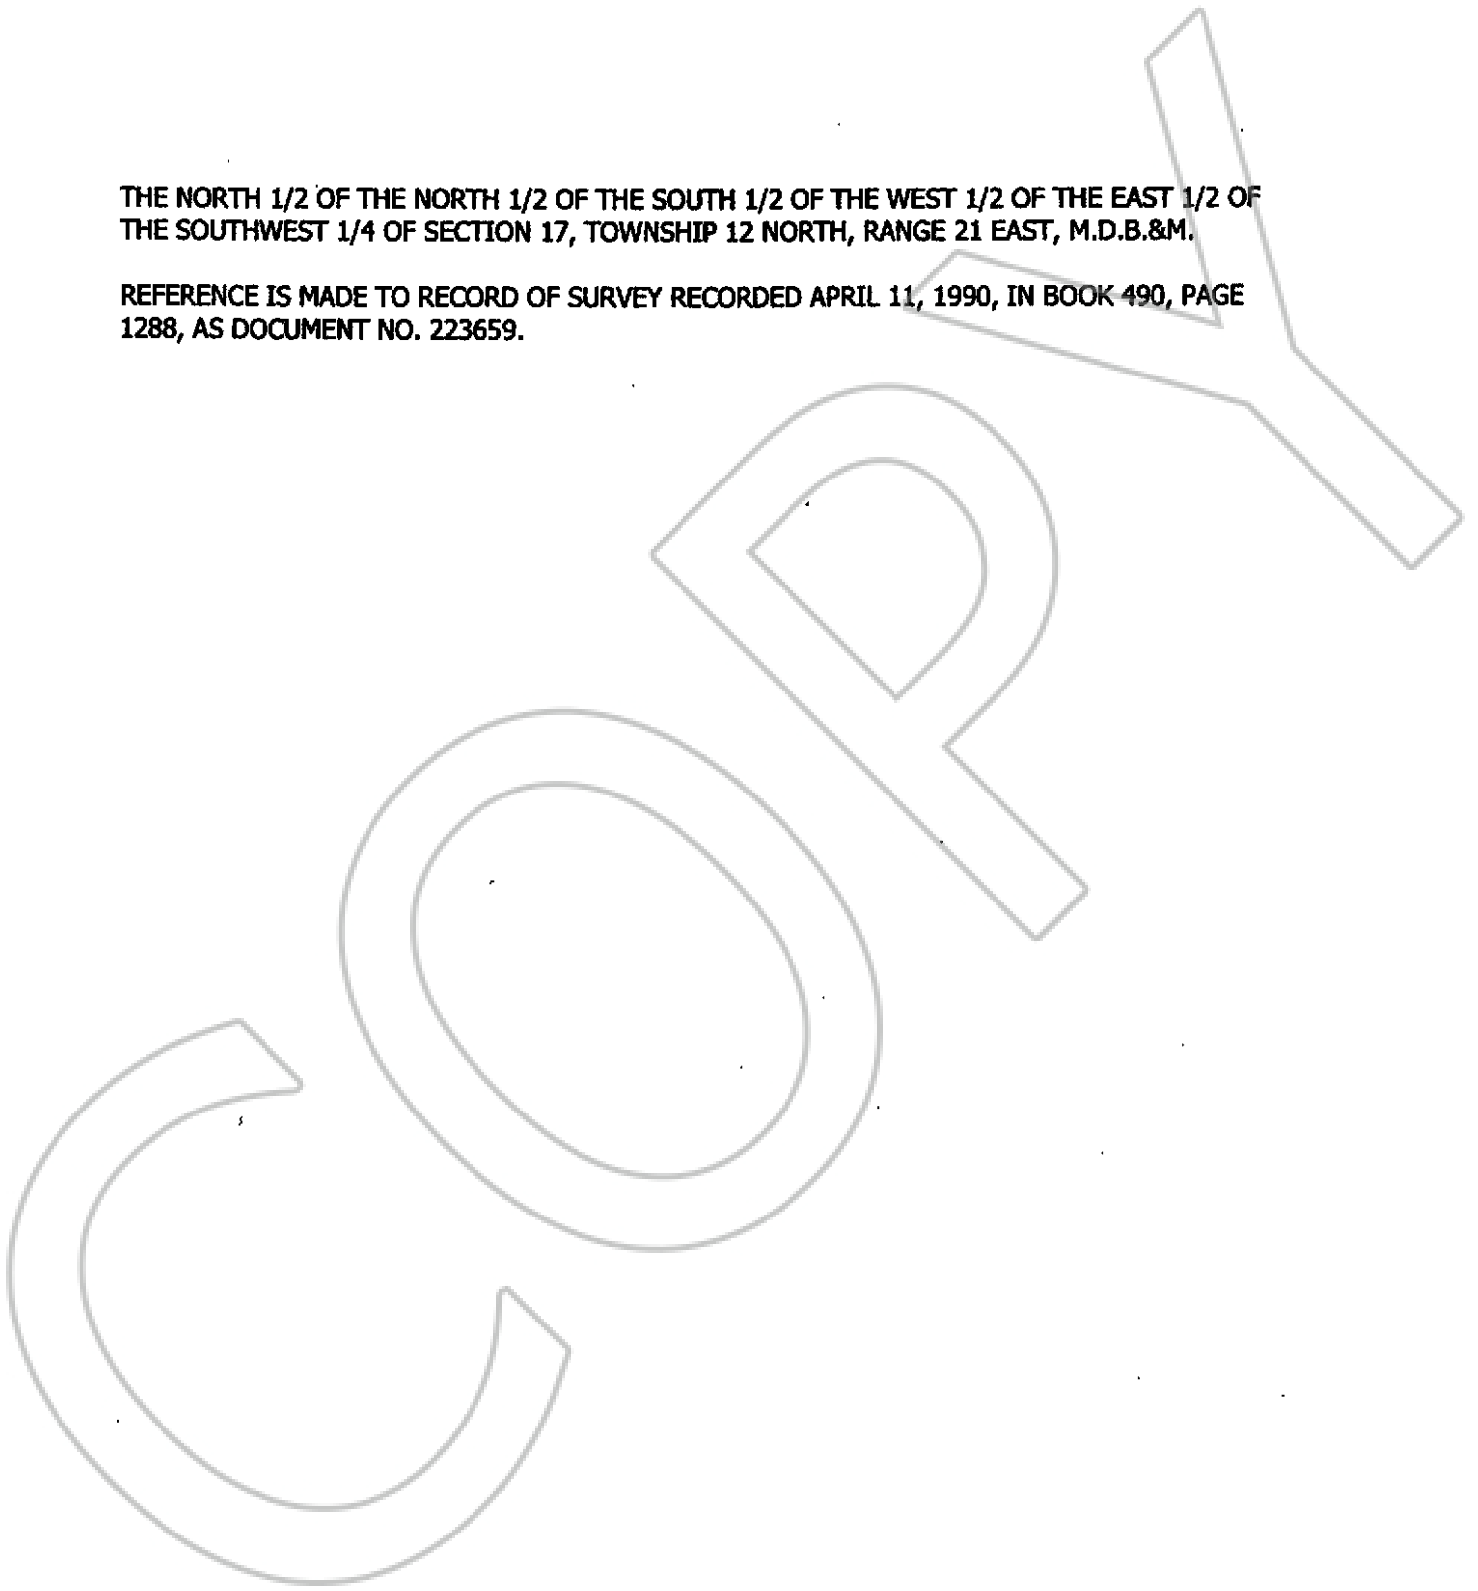 THE NORTH 1/2 OF THE NORTH 1/2 OF THE SOUTH 1/2 OF THE WEST 1/2 OF THE EAST 1/2 OF
THE SOUTHWEST 1/4 OF SECTION 17, TOWNSHIP 12 NORTH, RANGE 21 EAST, M.D.B.&M.
REFERENCE IS MADE TO RECORD OF SURVEY RECORDED APRIL 11, 1990, IN BOOK 490, PAGE
1288, AS DOCUMENT NO. 223659.
COPY